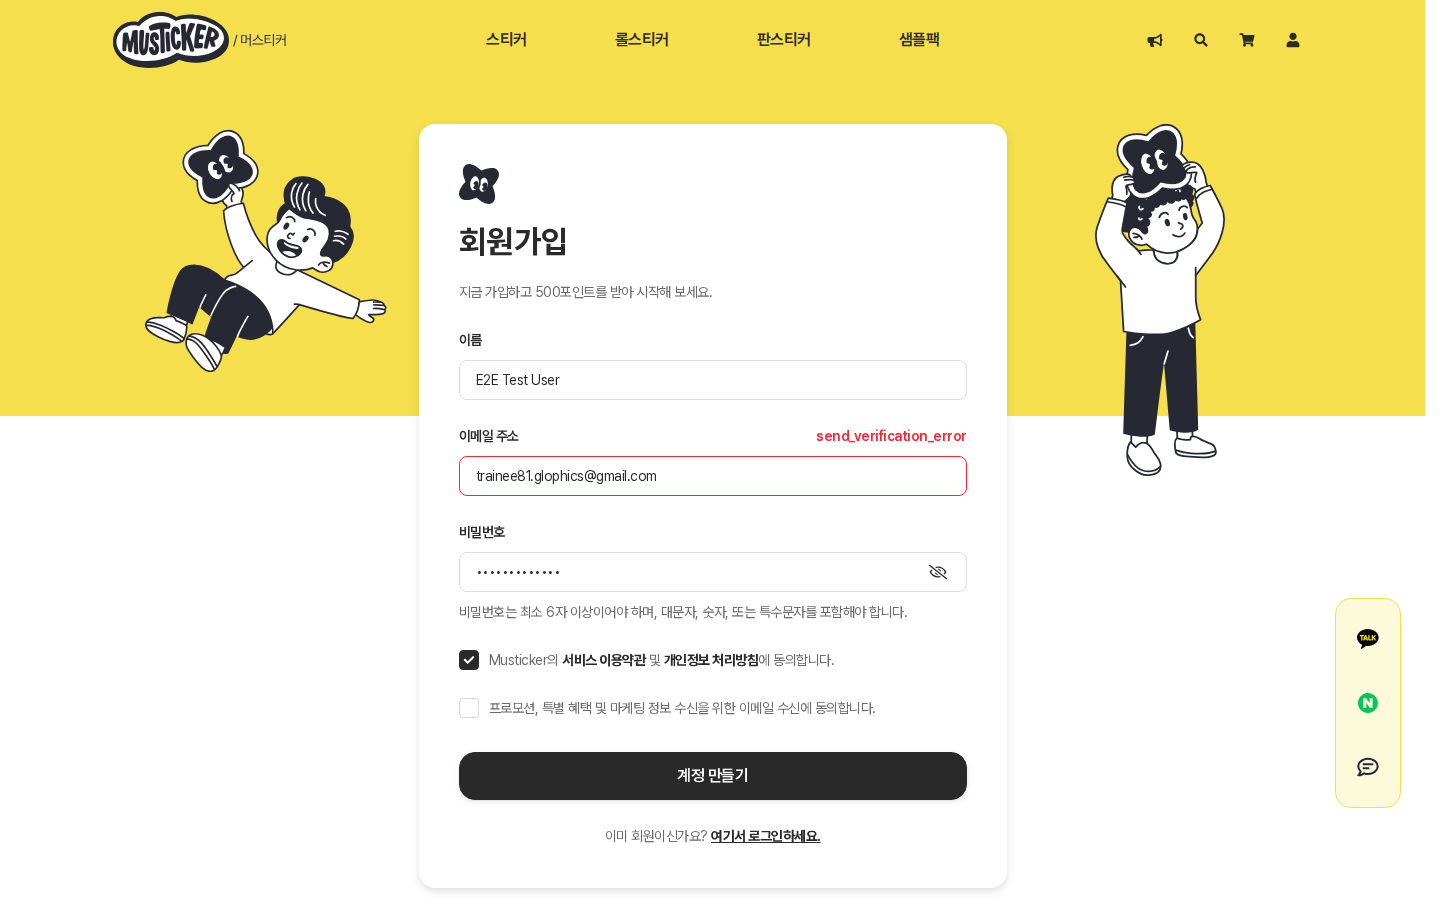 MUSTICKER / 머스티커
스티커
롤스티커
판스티커
샘플팩
회원가입
지금 가입하고 500포인트를 받아 시작해 보세요.
이름
E2E Test User
이메일 주소
send_verification_error
trainee81.glophics@gmail.com
비밀번호
•••••••••••••
비밀번호는 최소 6자 이상이어야 하며, 대문자, 숫자, 또는 특수문자를 포함해야 합니다.
Musticker의 서비스 이용약관 및 개인정보 처리방침에 동의합니다.
프로모션, 특별 혜택 및 마케팅 정보 수신을 위한 이메일 수신에 동의합니다.
계정 만들기
이미 회원이신가요? 여기서 로그인하세요.
TALK
N